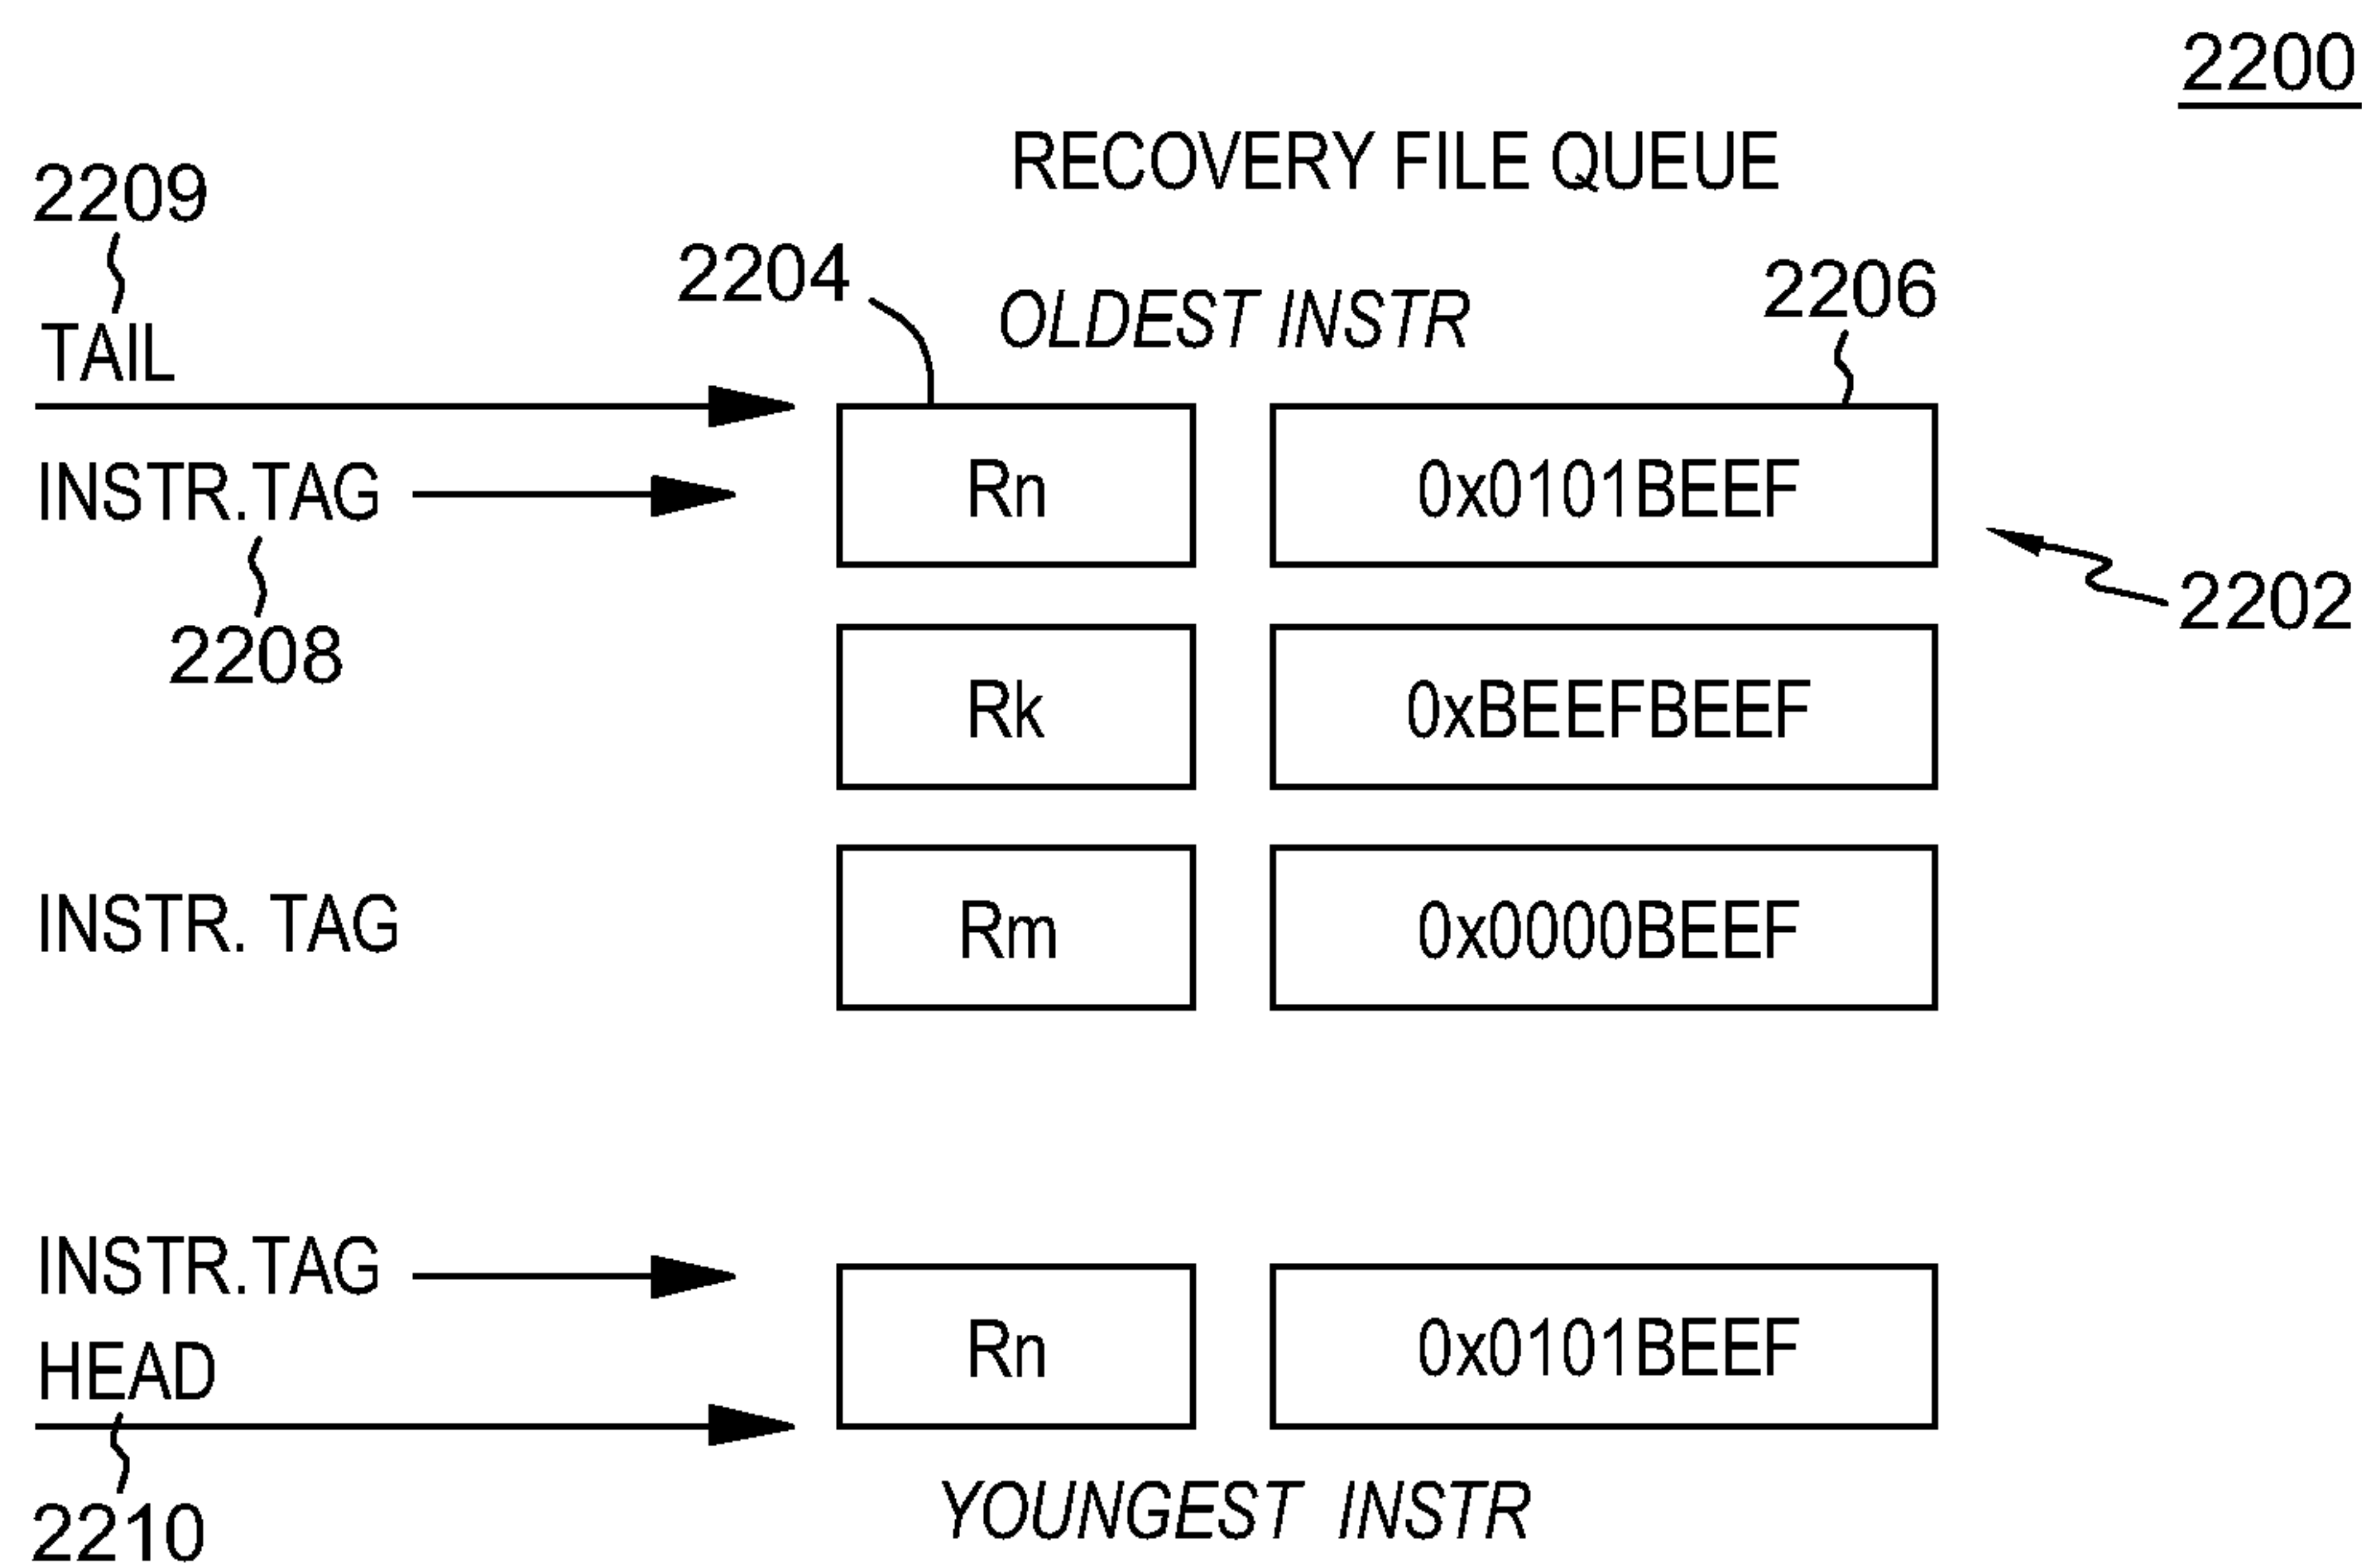 2200
RECOVERY FILE QUEUE
2209
2204
OLDEST INSTR
2206
TAIL
INSTR.TAG
Rn
0x0101BEEF
2202
2208
Rk
0xBEEFBEEF
INSTR. TAG
Rm
0x0000BEEF
INSTR.TAG
HEAD
Rn
0x0101BEEF
2210
YOUNGEST INSTR